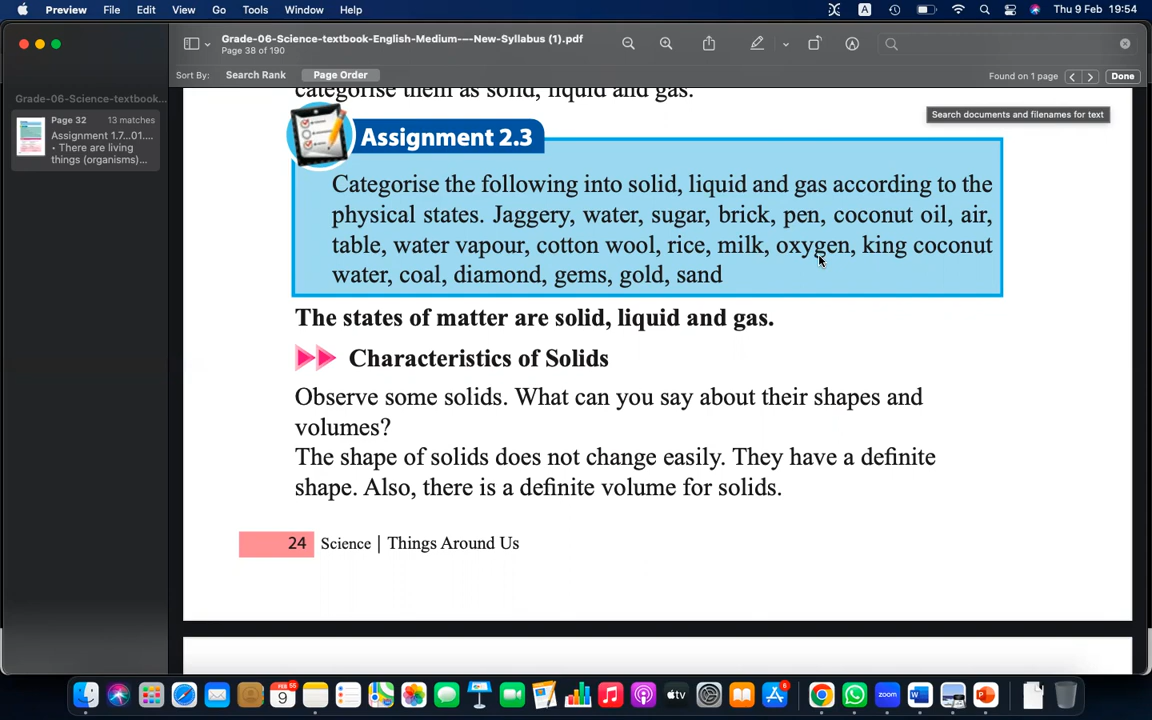 Preview File Edit View Go Tools Window Help A Thu 9 Feb 19:54
Grade-06-Science-textbook-English-Medium-–-New-Syllabus (1).pdf
Page 38 of 190
Sort By: Search Rank Page Order Found on 1 page Done
Search documents and filenames for text
Grade-06-Science-textbook...
Page 32 13 matches
Assignment 1.7...01....
• There are living
things (organisms)...
categorise them as solid, liquid and gas.
Assignment 2.3
Categorise the following into solid, liquid and gas according to the
physical states. Jaggery, water, sugar, brick, pen, coconut oil, air,
table, water vapour, cotton wool, rice, milk, oxygen, king coconut
water, coal, diamond, gems, gold, sand
The states of matter are solid, liquid and gas.
Characteristics of Solids
Observe some solids. What can you say about their shapes and
volumes?
The shape of solids does not change easily. They have a definite
shape. Also, there is a definite volume for solids.
24 Science | Things Around Us
FEB
9
tv
zoom
W
P